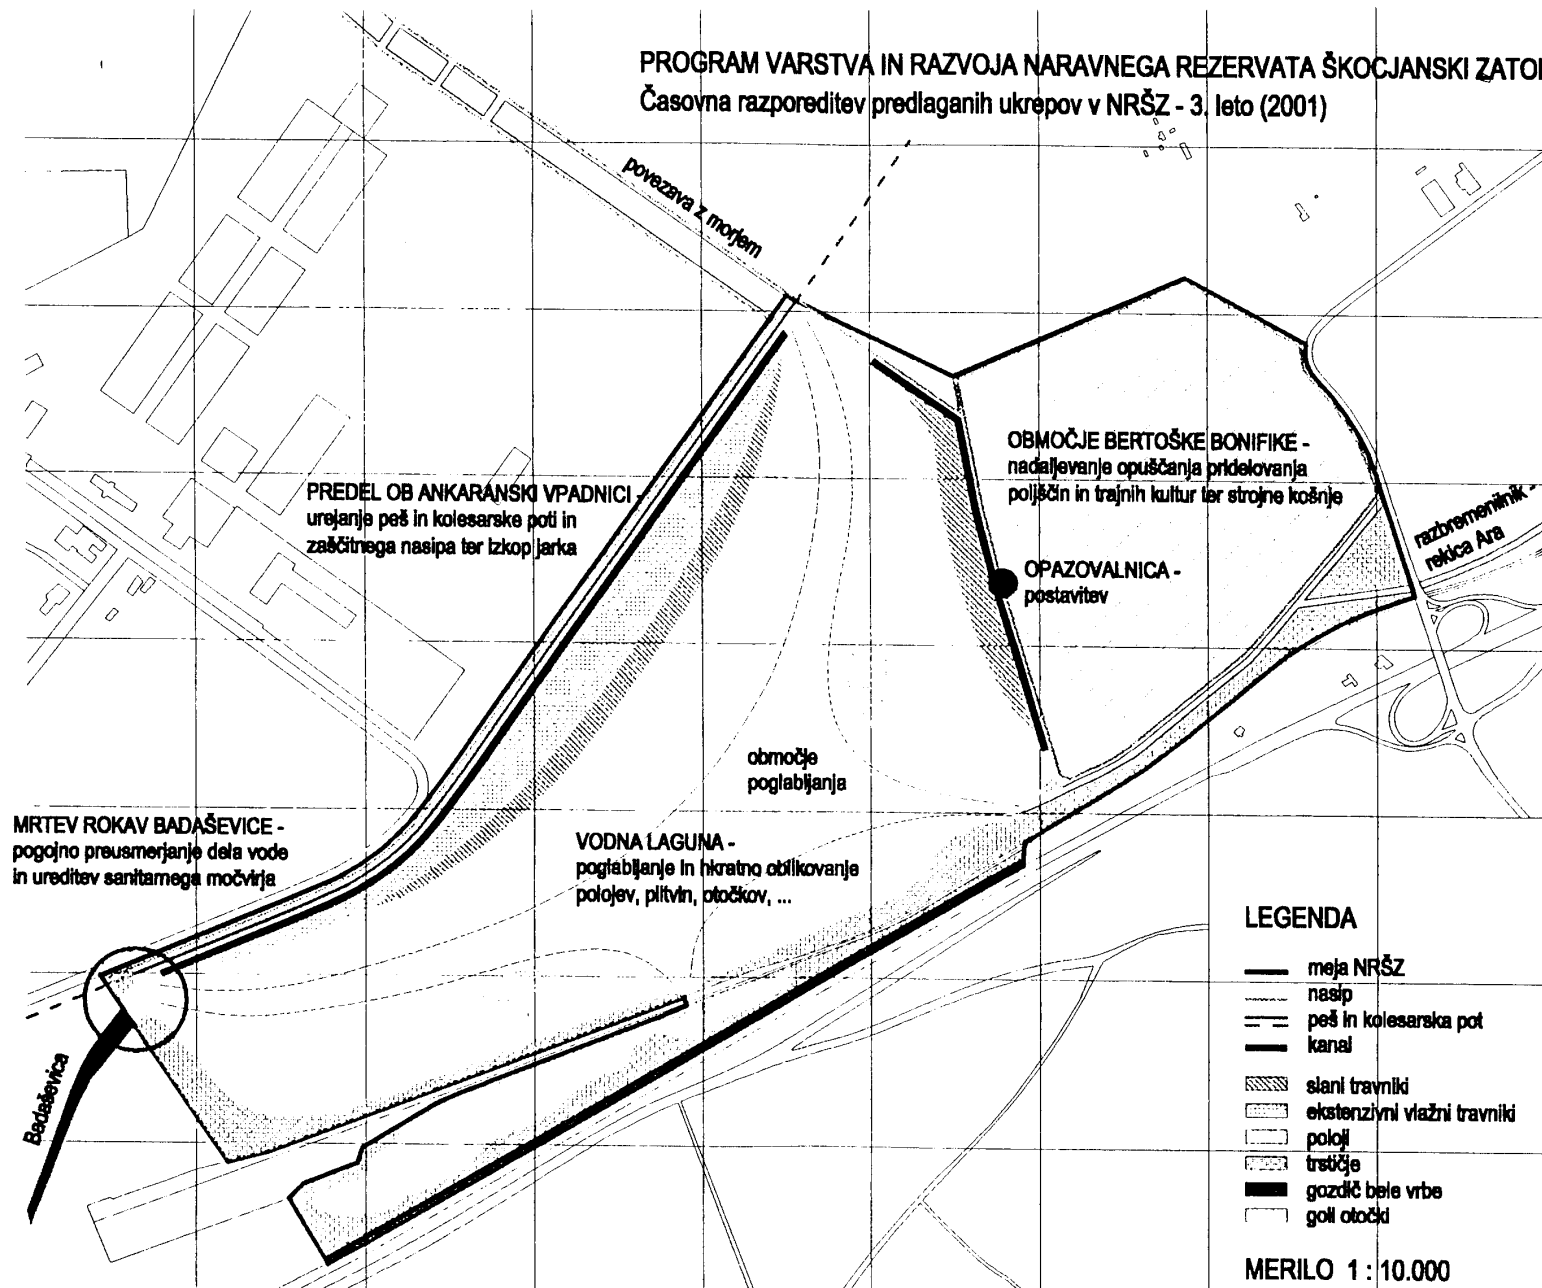 PROGRAM VARSTVA IN RAZVOJA NARAVNEGA REZERVATA ŠKOCJANSKI ZATOK
Časovna razporeditev predlaganih ukrepov v NRŠZ - 3. leto (2001)
povezava z morjem
OBMOČJE BERTOŠKE BONIFIKE -
nadaljevanje opuščanja pridelovanja
poljščin in trajnih kultur ter strojne košnje
PREDEL OB ANKARANSKI VPADNICI -
urejanje peš in kolesarske poti in
zaščitnega nasipa ter izkop jarka
razbremenilnik -
rekica Ara
OPAZOVALNICA -
postavitev
območje
poglabljanja
MRTEV ROKAV BADAŠEVICE -
pogojno preusmerjanje dela vode
in ureditev sanitarnega močvirja
VODNA LAGUNA -
poglabljanje in hkratno oblikovanje
polojev, plitvin, otočkov, ...
Badaševica
LEGENDA
meja NRŠZ
nasip
peš in kolesarska pot
kanal
slani travniki
ekstenzivni vlažni travniki
poloji
trstičje
gozdič bele vrbe
goli otočki
MERILO 1 : 10.000